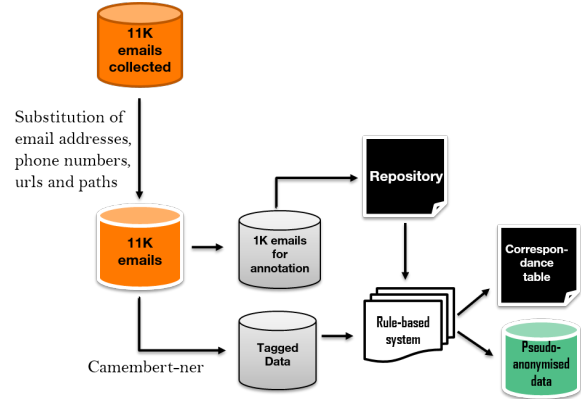 11K
emails
collected
Substitution of
email addresses,
phone numbers,
urls and paths
Repository
11K
emails
1K emails
for
annotation
Correspon-
dance
table
Rule-based
system
Tagged
Data
Camembert-ner
Pseudo-
anonymised
data